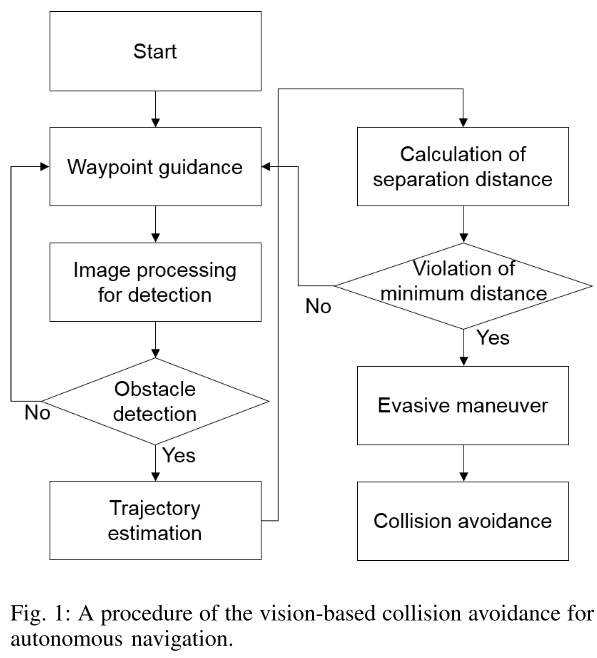 Start
Waypoint guidance
Image processing
for detection
Obstacle
detection
No
Yes
Trajectory
estimation
Calculation of
separation distance
Violation of
minimum distance
No
Yes
Evasive maneuver
Collision avoidance
Fig. 1: A procedure of the vision-based collision avoidance for
autonomous navigation.